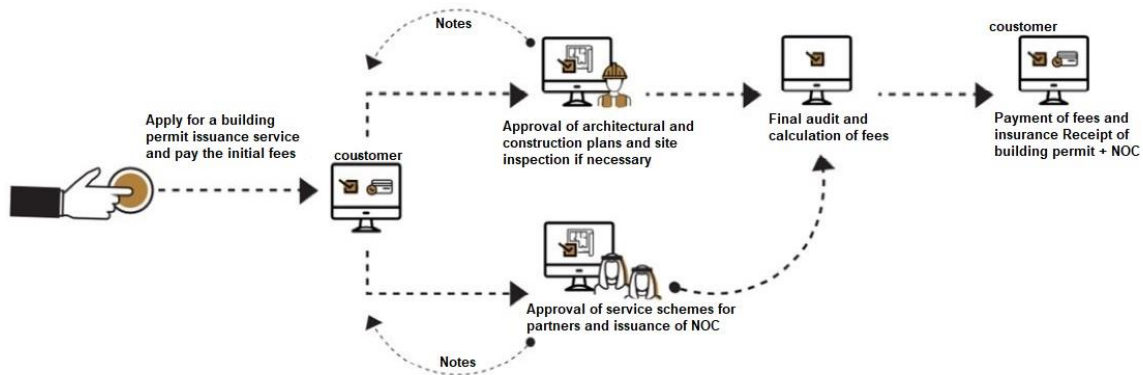 Notes
coustomer
Apply for a building
permit issuance service
and pay the initial fees
coustomer
Approval of architectural and
construction plans and site
inspection if necessary
Final audit and
calculation of fees
Payment of fees and
insurance Receipt of
building permit + NOC
Approval of service schemes for
partners and issuance of NOC
Notes